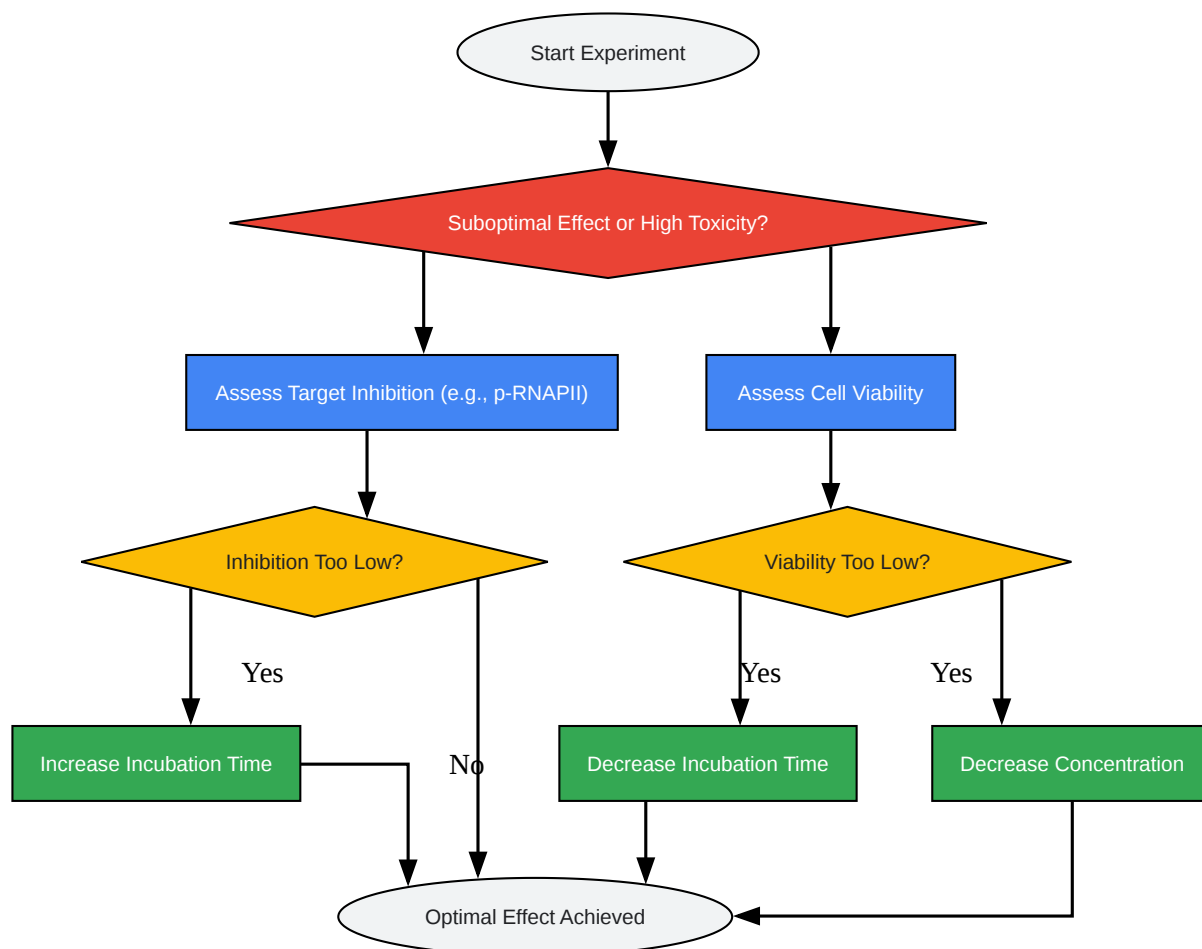 Start Experiment
Suboptimal Effect or High Toxicity?
Assess Target Inhibition (e.g., p-RNAPII)
Assess Cell Viability
Inhibition Too Low?
Viability Too Low?
Yes
Yes
Yes
Increase Incubation Time
No
Decrease Incubation Time
Decrease Concentration
Optimal Effect Achieved